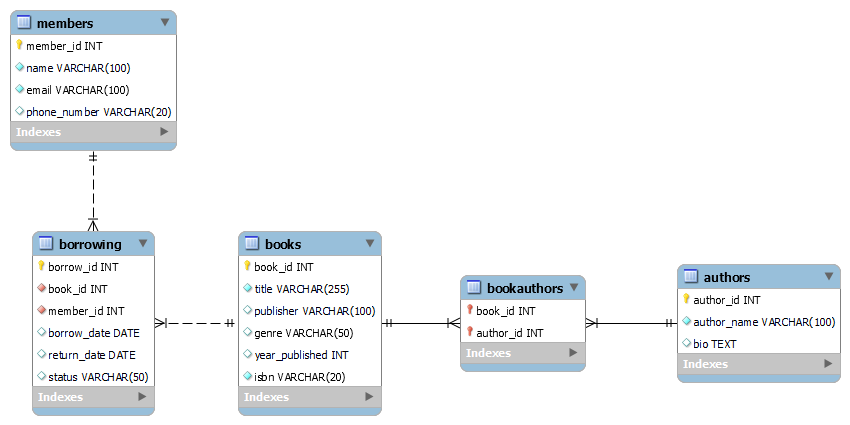 members
member_id INT
name VARCHAR(100)
email VARCHAR(100)
phone_number VARCHAR(20)
Indexes
borrowing
borrow_id INT
book_id INT
member_id INT
borrow_date DATE
return_date DATE
status VARCHAR(50)
Indexes
books
book_id INT
title VARCHAR(255)
publisher VARCHAR(100)
genre VARCHAR(50)
year_published INT
isbn VARCHAR(20)
Indexes
bookauthors
book_id INT
author_id INT
Indexes
authors
author_id INT
author_name VARCHAR(100)
bio TEXT
Indexes